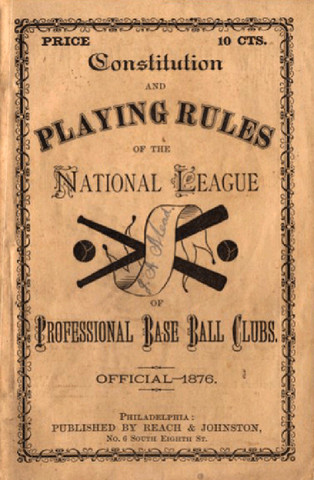 PRICE 10 CTS.
Constitution
AND
PLAYING RULES
OF THE
NATIONAL LEAGUE
OF
PROFESSIONAL BASE BALL CLUBS.
OFFICIAL—1876.
PHILADELPHIA:
PUBLISHED BY REACH & JOHNSTON,
No. 6 SOUTH EIGHTH ST.